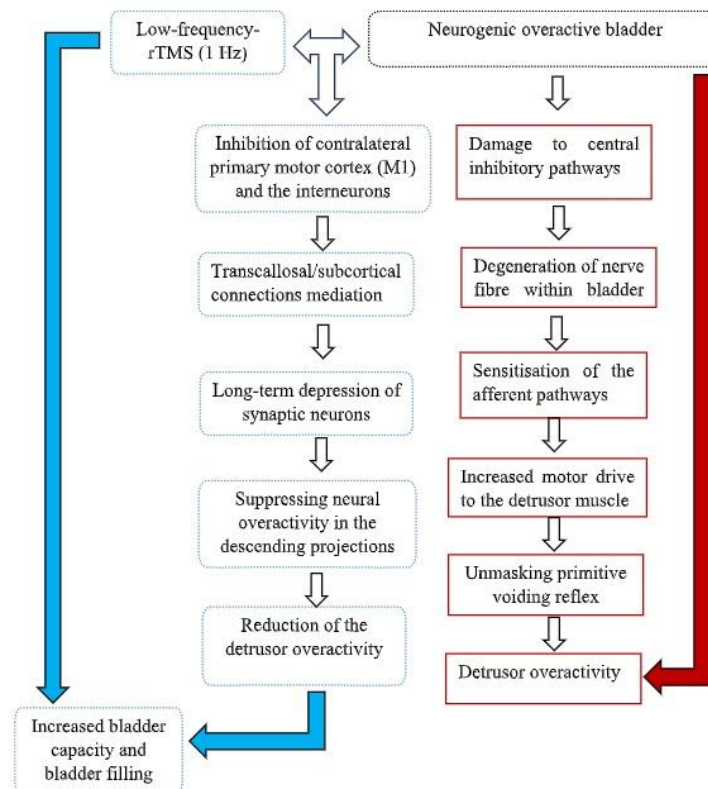 Low-frequency-
rTMS (1 Hz)
Neurogenic overactive bladder
Inhibition of contralateral
primary motor cortex (M1)
and the interneurons
Transcallosal/subcortical
connections mediation
Long-term depression of
synaptic neurons
Suppressing neural
overactivity in the
descending projections
Reduction of the
detrusor overactivity
Increased bladder
capacity and
bladder filling
Damage to central
inhibitory pathways
Degeneration of nerve
fibre within bladder
Sensitisation of the
afferent pathways
Increased motor drive
to the detrusor muscle
Unmasking primitive
voiding reflex
Detrusor overactivity